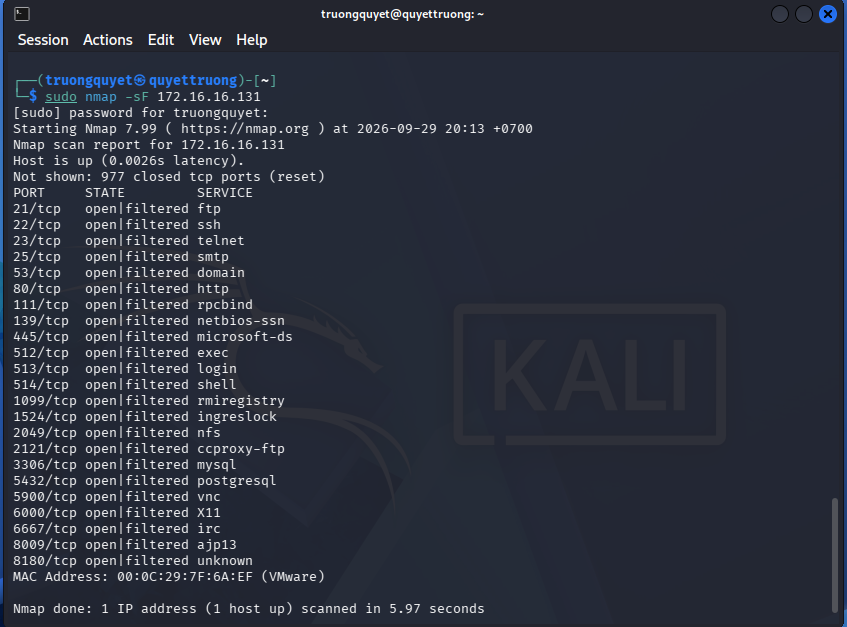 truongquyet@quyettruong: ~
Session Actions Edit View Help
┌──(truongquyet㉿quyettruong)-[~]
└─$ sudo nmap -sF 172.16.16.131
[sudo] password for truongquyet:
Starting Nmap 7.99 ( https://nmap.org ) at 2026-09-29 20:13 +0700
Nmap scan report for 172.16.16.131
Host is up (0.0026s latency).
Not shown: 977 closed tcp ports (reset)
PORT     STATE         SERVICE
21/tcp   open|filtered ftp
22/tcp   open|filtered ssh
23/tcp   open|filtered telnet
25/tcp   open|filtered smtp
53/tcp   open|filtered domain
80/tcp   open|filtered http
111/tcp  open|filtered rpcbind
139/tcp  open|filtered netbios-ssn
445/tcp  open|filtered microsoft-ds
512/tcp  open|filtered exec
513/tcp  open|filtered login
514/tcp  open|filtered shell
1099/tcp open|filtered rmiregistry
1524/tcp open|filtered ingreslock
2049/tcp open|filtered nfs
2121/tcp open|filtered ccproxy-ftp
3306/tcp open|filtered mysql
5432/tcp open|filtered postgresql
5900/tcp open|filtered vnc
6000/tcp open|filtered X11
6667/tcp open|filtered irc
8009/tcp open|filtered ajp13
8180/tcp open|filtered unknown
MAC Address: 00:0C:29:7F:6A:EF (VMware)
Nmap done: 1 IP address (1 host up) scanned in 5.97 seconds
KALI